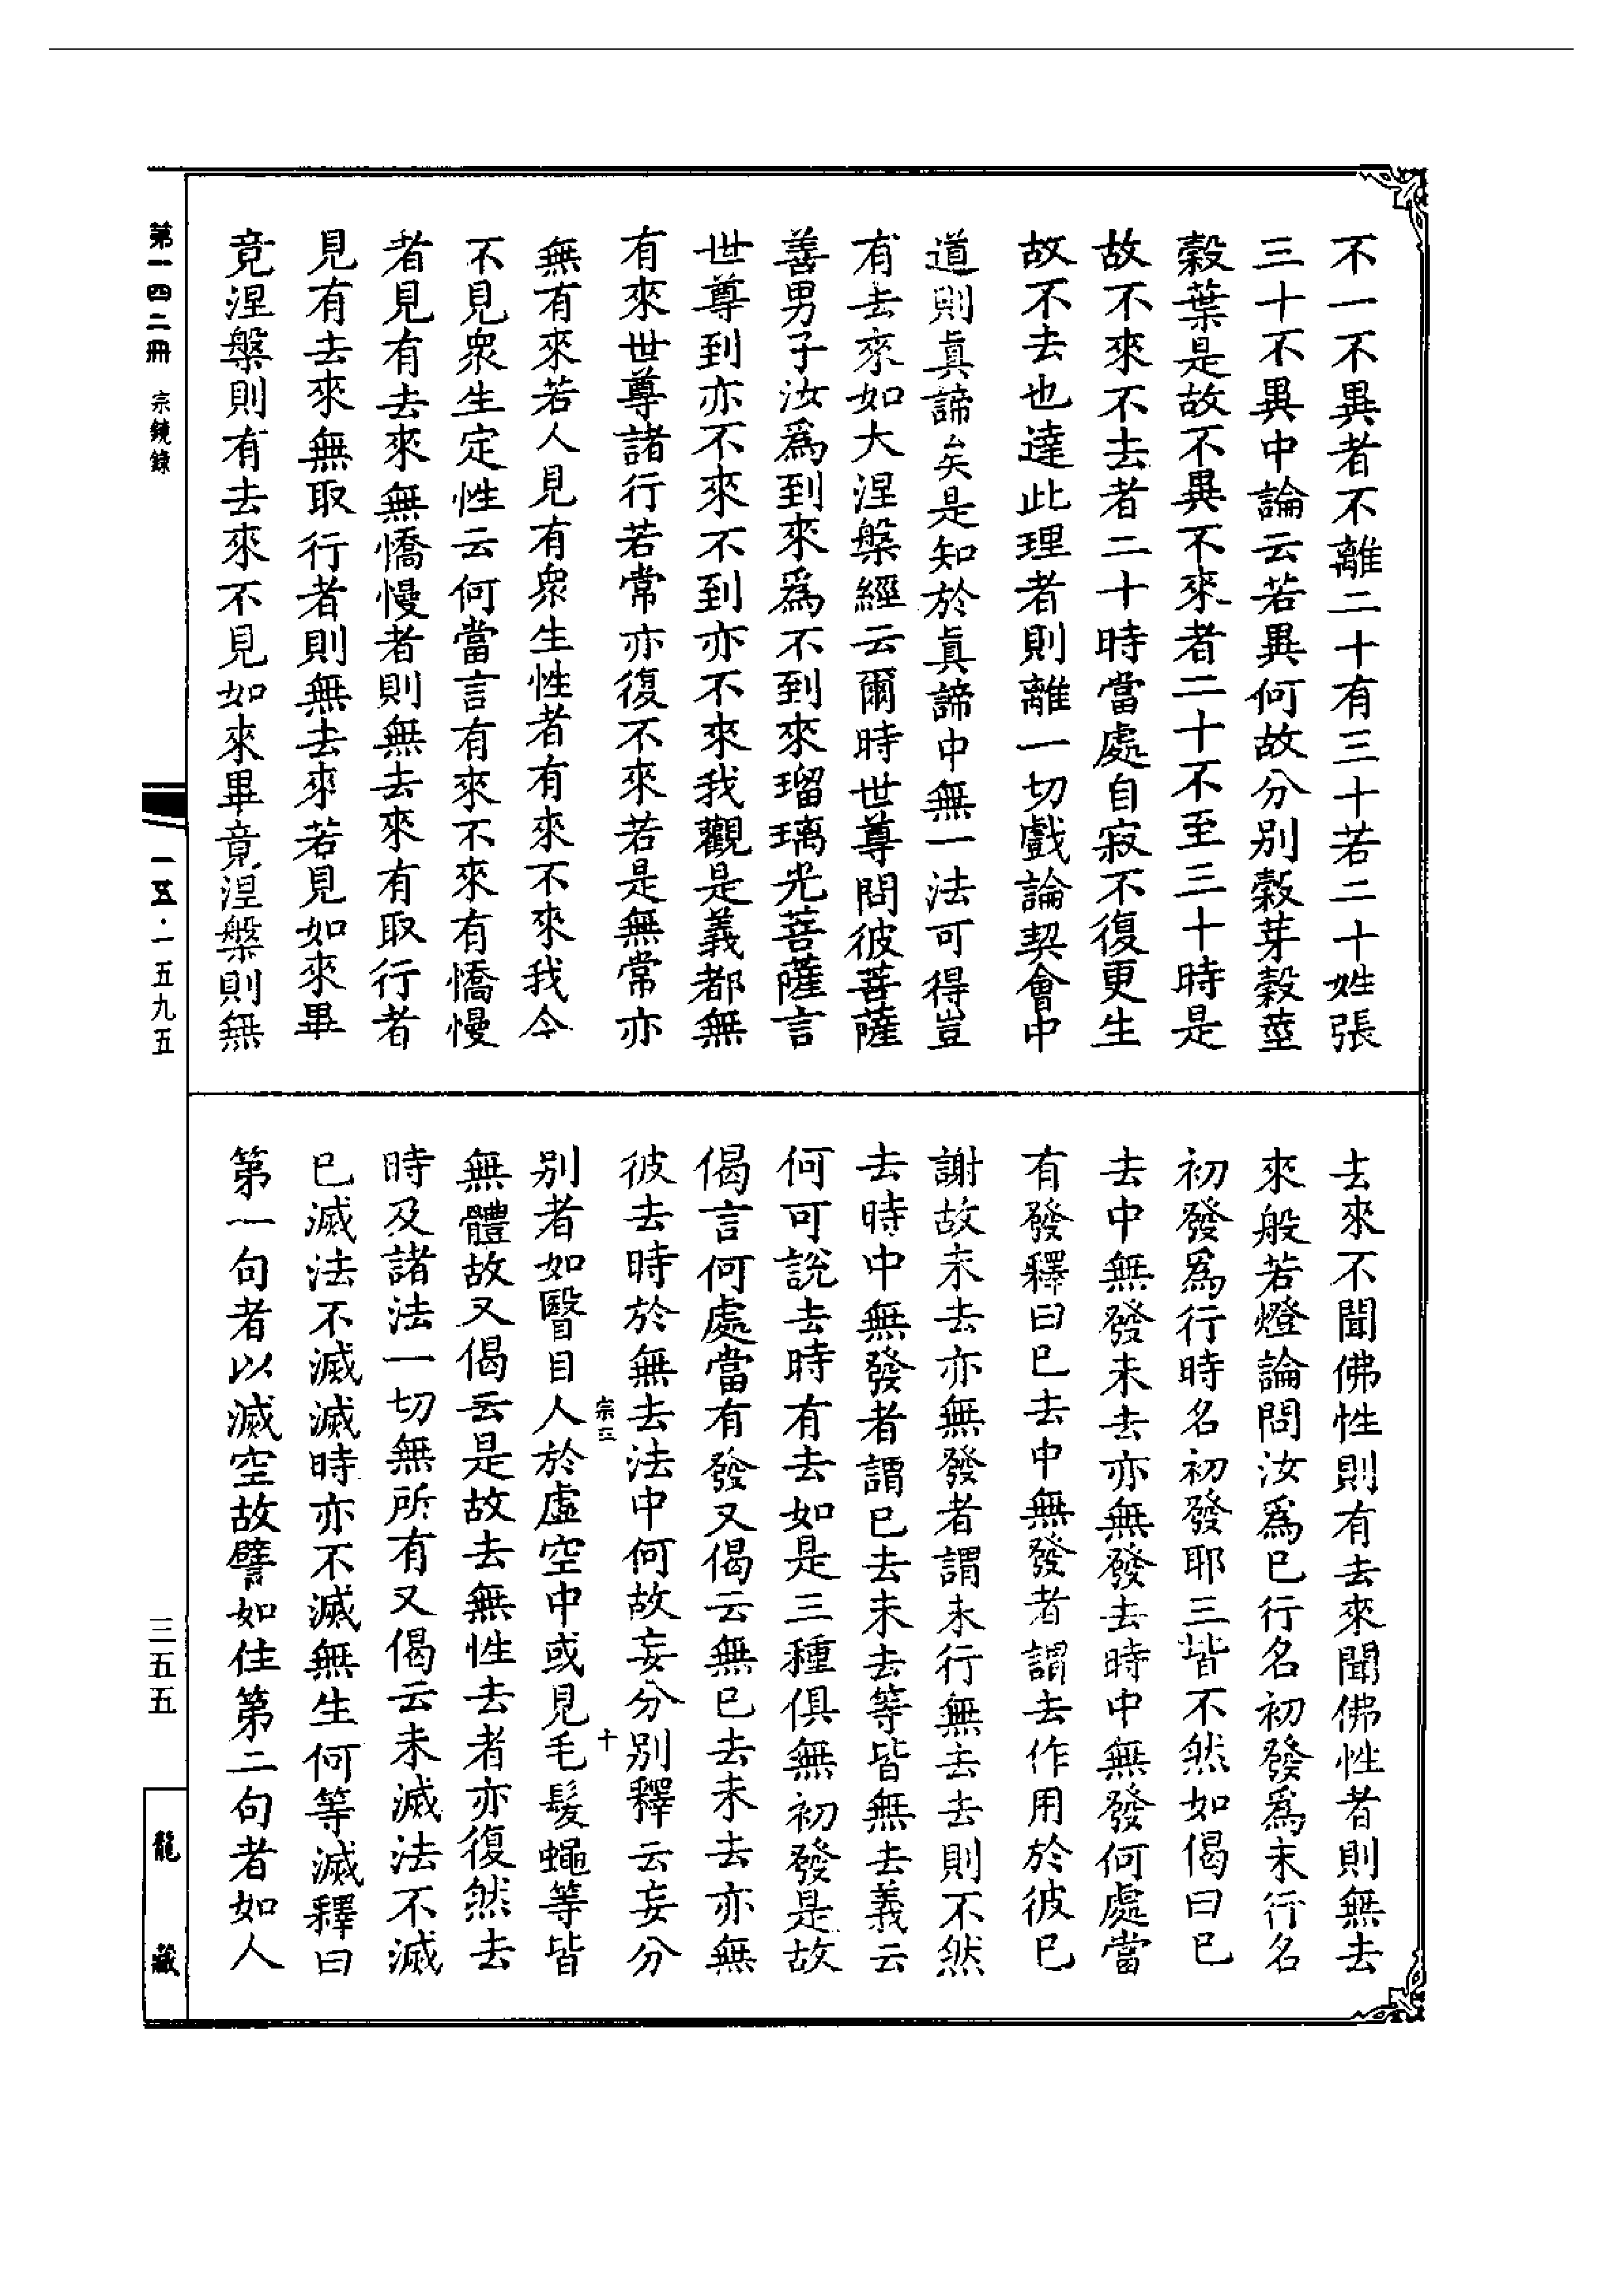 不一不異者不離二十有三十若二十姓張
三十不異中論云若異何故分別榖芽榖莖
榖葉是故不異不來者二十不至三十時是
故不來不去者二十時當處自寂不復更生
故不去也達此理者則離一切戲論契會中
道則眞諦厶矣是知於眞諦中無一法可得豈
有去來如大涅槃經云爾時世尊問彼菩薩
善男子汝爲到來爲不到來瑠璃光菩薩言
世尊到亦不來不到亦不來我觀是義都無
有來世尊諸行若常亦復不來若是無常亦
無有來若人見有衆生性者有來不來我今
不見衆生定性云何當言有來不來有憍慢
者見有去來無憍慢者則無去來有取行者
見有去來無取行者則無去來若見如來畢
竟涅槃則有去來不見如來畢竟涅槃則無
去來不聞佛性則有去來聞佛性者則無去
來般若燈論問汝爲已行名初發爲未行名
初發爲行時名初發耶三皆不然如偈曰已
去中無發未去亦無發去時中無發何處當
有發釋曰已去中無發者謂去作用於彼已
謝故未去亦無發者謂未行無去去則不然
去時中無發者謂已去未去等皆無去義云
何可說去時有去如是三種俱無初發是故
偈言何處當有發又偈云無已去未去亦無
彼去時於無去法中何故妄分別釋云妄分
宗三 十
別者如瞖目人於虛空中或見毛髮蠅等皆
無體故又偈云是故去無性去者亦復然去
時及諸法一切無所有又偈云未滅法不滅
已滅法不滅滅時亦不滅無生何等滅釋曰
第一句者以滅空故譬如住第二句者如人
第一四二冊 宗鏡錄
一五·一五九五
三五五
龍藏